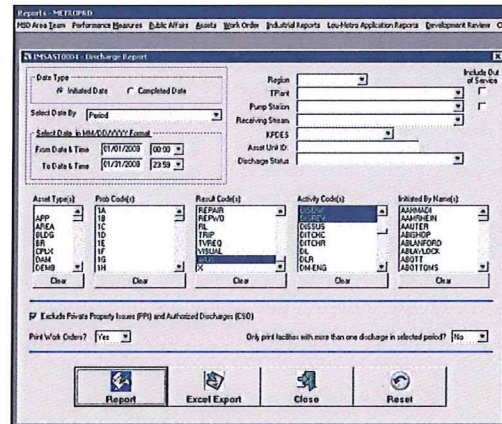 Reports - METROPRD
MSD Area Team Performance Measures Public Affairs Assets Work Order Industrial Reports Lou-Metro Application Reports Development Review
IMSAST0004 - Discharge Report
Date Type
Initiated Date Completed Date
Select Date By Period
Select Date in MM/DD/YYYY Format
From Date & Time 01/01/2008 00:00
To Date & Time 01/31/2008 23:59
Region
Include Out of Service
TPlant
Pump Station
Receiving Stream
KPDES
Asset Unit ID:
Discharge Status
Asset Type(s) Prob Code(s) Result Code(s) Activity Code(s) Initiated By Name(s)
1A REPAIR AAHMADI
APP 1B REPWO AAMRHEIN
AREA 1C RL DISSUS AAUTER
BLDG 1D TRIP DITCHC ABISHOP
BR 1E TVREQ DITCHR ABLANFORD
CPLX 1F VISUAL DL ABLAYLOCK
DAM 1G DLR ABOTT
DEMB 1H X DM-ENG ABOTTOMS
Clear Clear Clear Clear Clear
Exclude Private Property Issues (PPI) and Authorized Discharges (CSO)
Print Work Orders? Yes Only print facilities with more than one discharge in selected period? No
Report Excel Export Close Reset